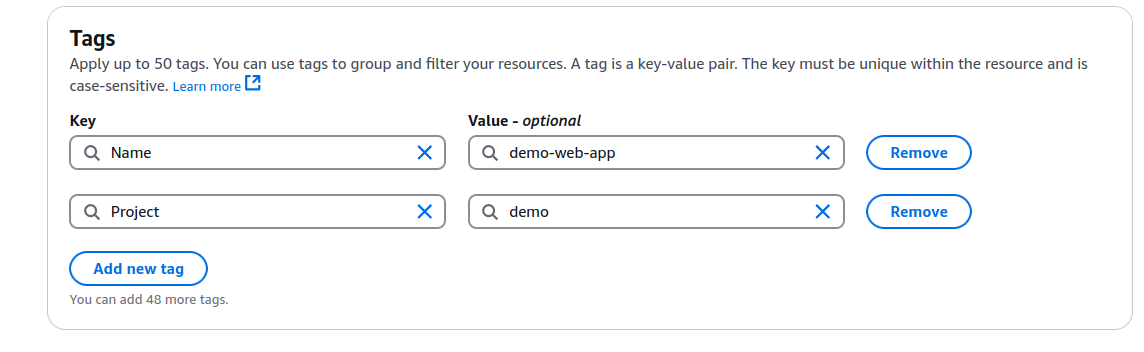 Tags
Apply up to 50 tags. You can use tags to group and filter your resources. A tag is a key-value pair. The key must be unique within the resource and is
case-sensitive. Learn more
Key Value - optional
Name demo-web-app Remove
Project demo Remove
Add new tag
You can add 48 more tags.